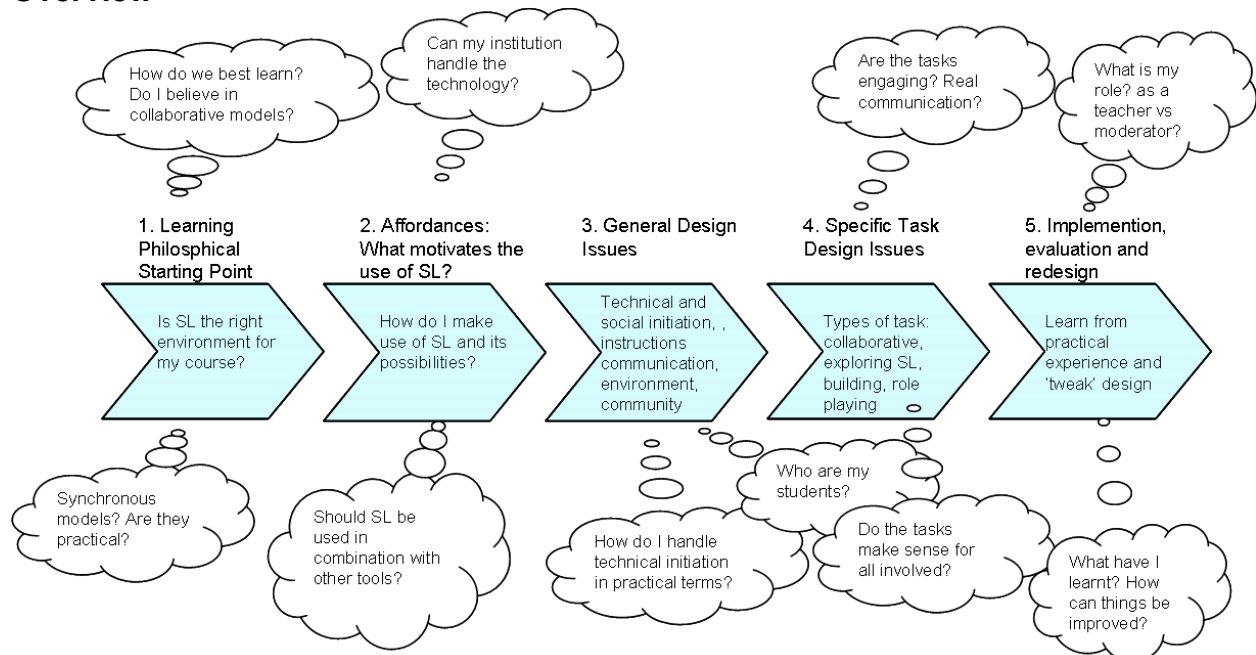 Overview
How do we best learn?
Do I believe in
collaborative models?
Can my institution
handle the
technology?
Are the tasks
engaging? Real
communication?
What is my
role? as a
teacher vs
moderator?
1. Learning
Philosphical
Starting Point
2. Affordances:
What motivates the
use of SL?
3. General Design
Issues
4. Specific Task
Design Issues
5. Implemention,
evaluation and
redesign
Is SL the right
environment for
my course?
How do I make
use of SL and its
possibilities?
Technical and
social initiation, ,
instructions
communication,
environment,
community
Types of task:
collaborative,
exploring SL,
building, role
playing
Learn from
practical
experience and
'tweak' design
Synchronous
models? Are they
practical?
Should SL be
used in
combination with
other tools?
How do I handle
technical initiation
in practical terms?
Who are my
students?
Do the tasks
make sense for
all involved?
What have I
learnt? How
can things be
improved?